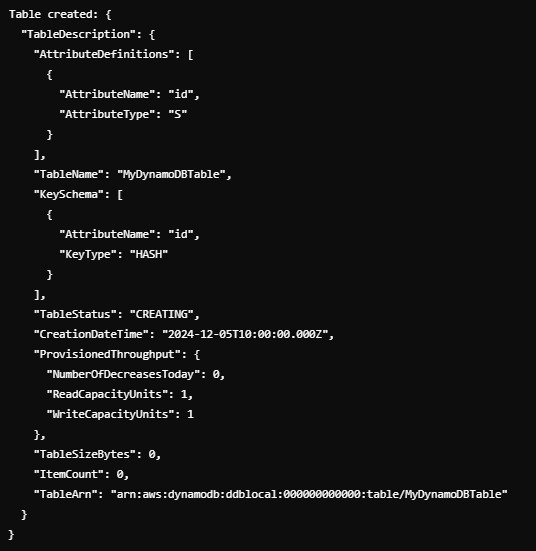 Table created: {
  "TableDescription": {
    "AttributeDefinitions": [
      {
        "AttributeName": "id",
        "AttributeType": "S"
      }
    ],
    "TableName": "MyDynamoDBTable",
    "KeySchema": [
      {
        "AttributeName": "id",
        "KeyType": "HASH"
      }
    ],
    "TableStatus": "CREATING",
    "CreationDateTime": "2024-12-05T10:00:00.000Z",
    "ProvisionedThroughput": {
      "NumberOfDecreasesToday": 0,
      "ReadCapacityUnits": 1,
      "WriteCapacityUnits": 1
    },
    "TableSizeBytes": 0,
    "ItemCount": 0,
    "TableArn": "arn:aws:dynamodb:ddblocal:000000000000:table/MyDynamoDBTable"
  }
}